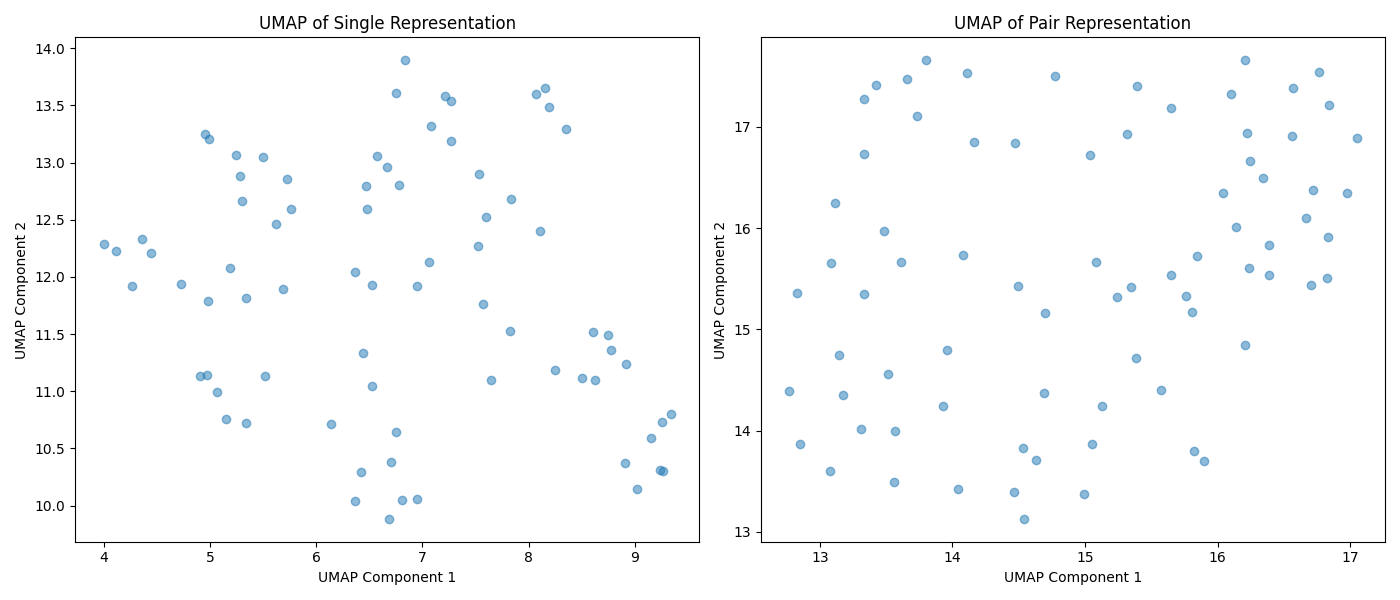 UMAP of Single Representation
14.0
13.5
13.0
12.5
12.0
11.5
11.0
10.5
10.0
UMAP Component 2
4 5 6 7 8 9
UMAP Component 1
UMAP of Pair Representation
17
16
15
14
13
UMAP Component 2
13 14 15 16 17
UMAP Component 1